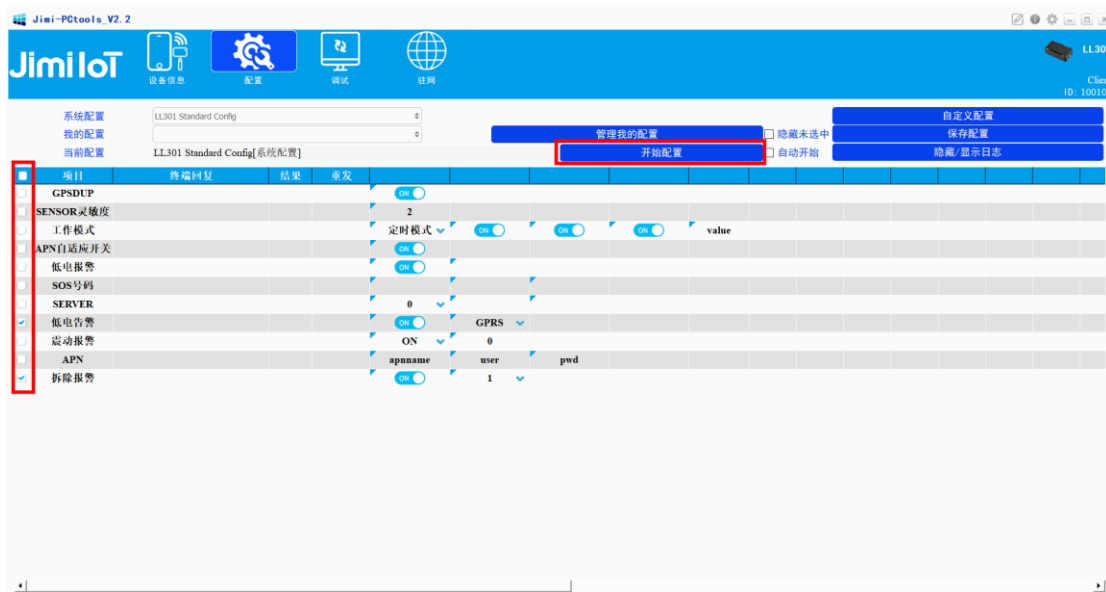 Jimi-PCtools_V2.2
Jimi IoT
设备信息
配置
调试
驻网
LL30
Clien
ID: 10010
系统配置 LL301 Standard Config 自定义配置
我的配置 管理我的配置 隐藏未选中 保存配置
当前配置 LL301 Standard Config[系统配置] 开始配置 自动开始 隐藏/显示日志
项目 终端回复 结果 重发
GPSDUP ON
SENSOR灵敏度 2
工作模式 定时模式 ON ON ON value
APN自适应开关 ON
低电报警 ON
SOS号码
SERVER 0
低电告警 ON GPRS
震动报警 ON 0
APN apnname user pwd
拆除报警 ON 1